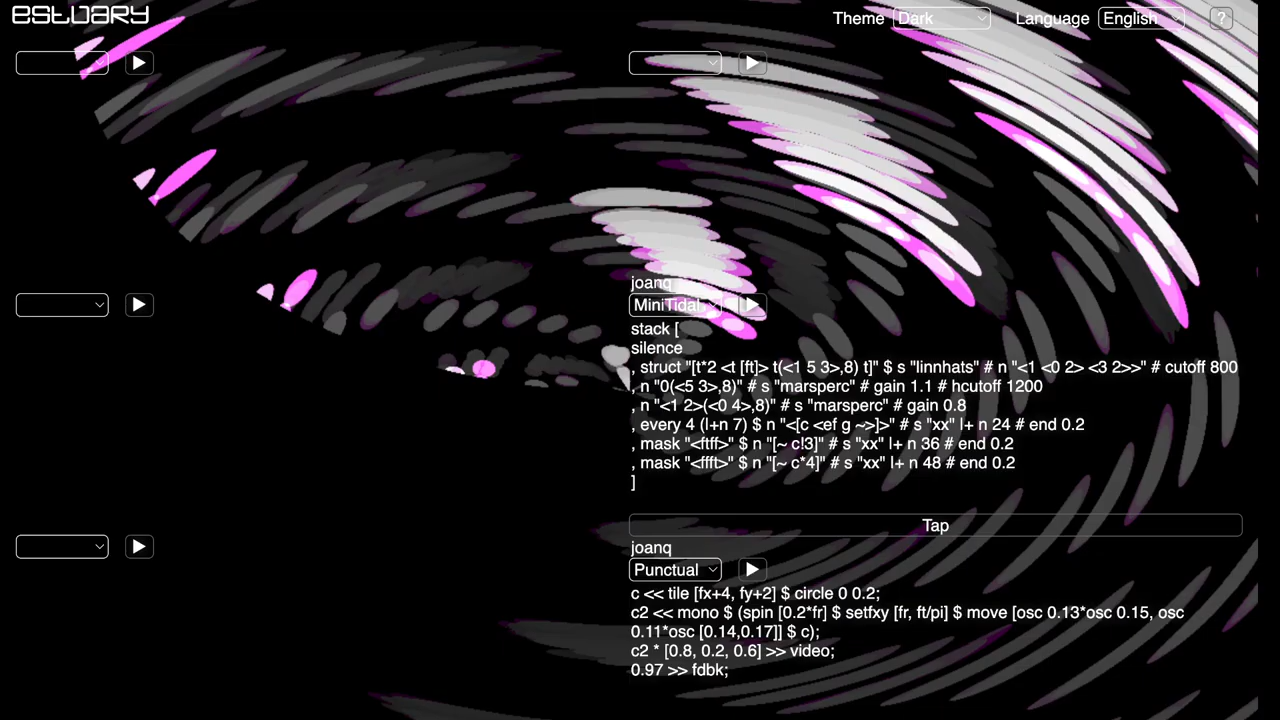 estuary
Theme Dark Language English ?
joanq
MiniTidal
stack [
silence
, struct "[t*2 <t [ft]> t(<1 5 3>,8) t]" $ s "linnhats" # n "<1 <0 2> <3 2>>" # cutoff 800
, n "0(<5 3>,8)" # s "marsperc" # gain 1.1 # hcutoff 1200
, n "<1 2>(<0 4>,8)" # s "marsperc" # gain 0.8
, every 4 (|+n 7) $ n "<[c <ef g ~>]>" # s "xx" |+ n 24 # end 0.2
, mask "<ftff>" $ n "[~ c!3]" # s "xx" |+ n 36 # end 0.2
, mask "<ffft>" $ n "[~ c*4]" # s "xx" |+ n 48 # end 0.2
]
Tap
joanq
Punctual
c << tile [fx+4, fy+2] $ circle 0 0.2;
c2 << mono $ (spin [0.2*fr] $ setfxy [fr, ft/pi] $ move [osc 0.13*osc 0.15, osc
0.11*osc [0.14,0.17]] $ c);
c2 * [0.8, 0.2, 0.6] >> video;
0.97 >> fdbk;